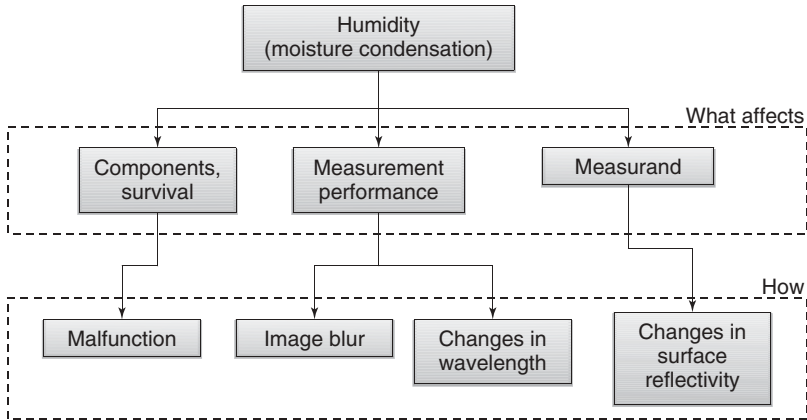 Humidity
(moisture condensation)
What affects
Components,
survival
Measurement
performance
Measurand
How
Malfunction
Image blur
Changes in
wavelength
Changes in
surface
reflectivity